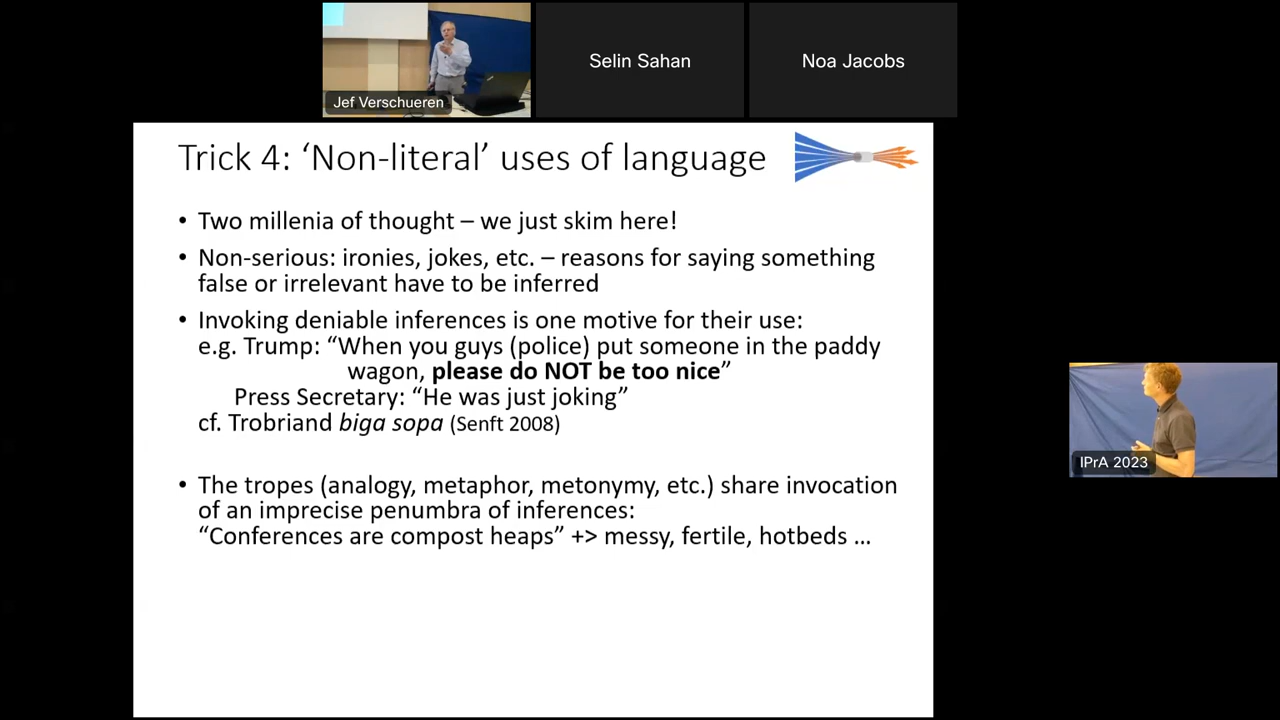 Jef Verschueren
Selin Sahan
Noa Jacobs
Trick 4: ‘Non-literal’ uses of language
• Two millenia of thought – we just skim here!
• Non-serious: ironies, jokes, etc. – reasons for saying something
false or irrelevant have to be inferred
• Invoking deniable inferences is one motive for their use:
e.g. Trump: “When you guys (police) put someone in the paddy
wagon, please do NOT be too nice”
Press Secretary: “He was just joking”
cf. Trobriand biga sopa (Senft 2008)
• The tropes (analogy, metaphor, metonymy, etc.) share invocation
of an imprecise penumbra of inferences:
“Conferences are compost heaps” +> messy, fertile, hotbeds …
IPrA 2023